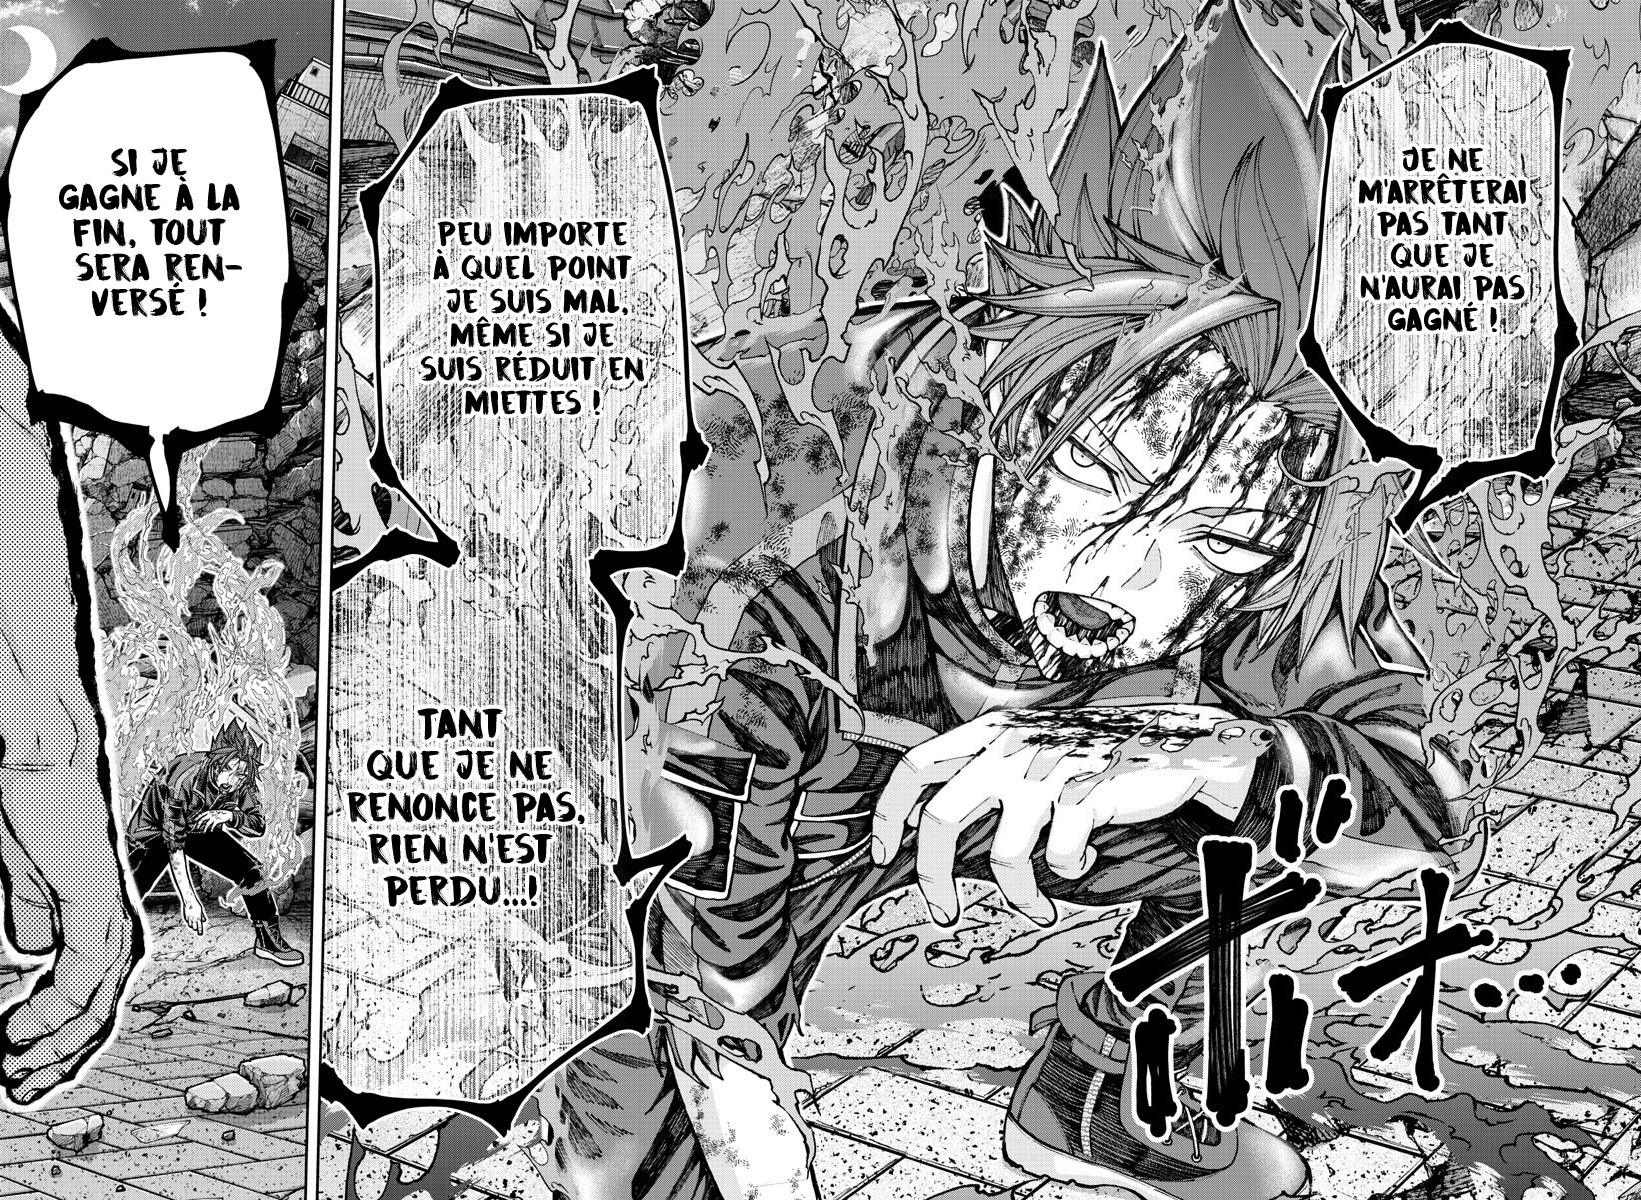 JE NE
M'ARRÊTERAI
PAS TANT
QUE JE
N'AURAI PAS
GAGNÉ !
PEU IMPORTE
À QUEL POINT
JE SUIS MAL,
MÊME SI JE
SUIS RÉDUIT EN
MIETTES !
TANT
QUE JE NE
RENONCE PAS,
RIEN N'EST
PERDU...!
ボボォ...
SI JE
GAGNE À LA
FIN, TOUT
SERA REN-
VERSÉ !